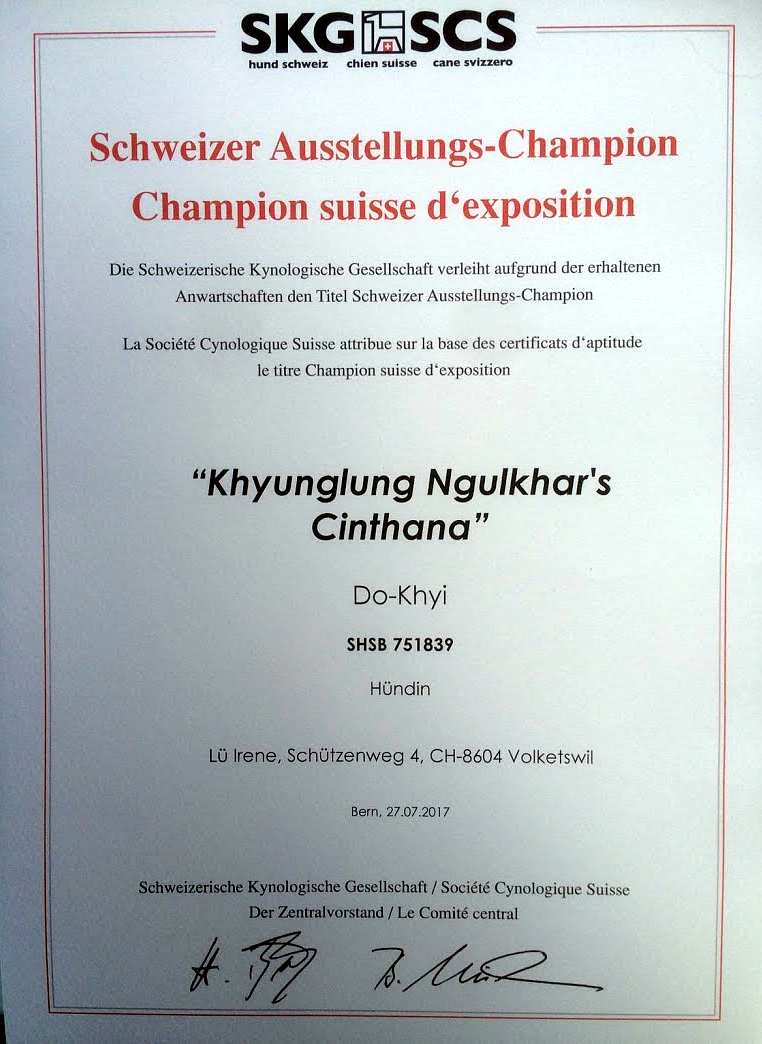 SKG SCS
hund schweiz chien suisse cane svizzero
Schweizer Ausstellungs-Champion
Champion suisse d‘exposition
Die Schweizerische Kynologische Gesellschaft verleiht aufgrund der erhaltenen
Anwartschaften den Titel Schweizer Ausstellungs-Champion
La Société Cynologique Suisse attribue sur la base des certificats d‘aptitude
le titre Champion suisse d‘exposition
“Khyunglung Ngulkhar's
Cinthana”
Do-Khyi
SHSB 751839
Hündin
Lü Irene, Schützenweg 4, CH-8604 Volketswil
Bern, 27.07.2017
Schweizerische Kynologische Gesellschaft / Société Cynologique Suisse
Der Zentralvorstand / Le Comité central